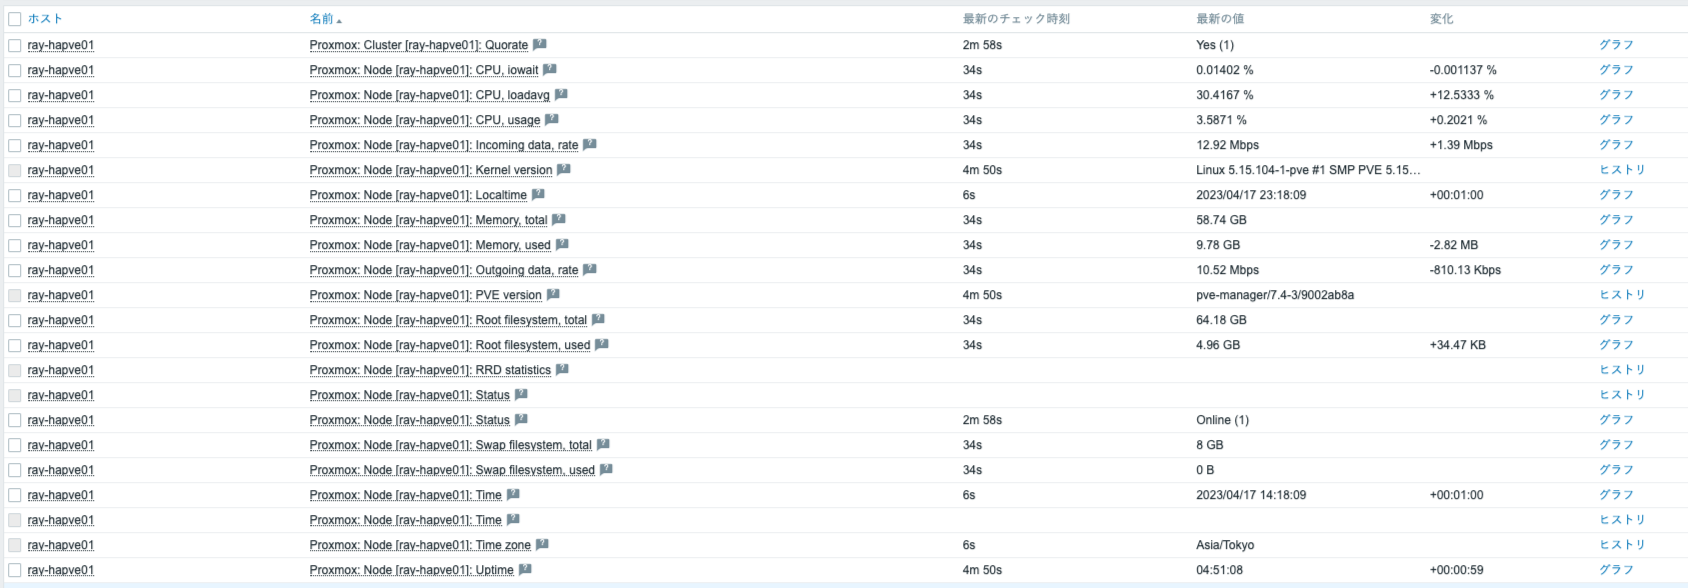 ホスト 名前 最新のチェック時刻 最新の値 変化
ray-hapve01 Proxmox: Cluster [ray-hapve01]: Quorate 2m 58s Yes (1) グラフ
ray-hapve01 Proxmox: Node [ray-hapve01]: CPU, iowait 34s 0.01402 % -0.001137 % グラフ
ray-hapve01 Proxmox: Node [ray-hapve01]: CPU, loadavg 34s 30.4167 % +12.5333 % グラフ
ray-hapve01 Proxmox: Node [ray-hapve01]: CPU, usage 34s 3.5871 % +0.2021 % グラフ
ray-hapve01 Proxmox: Node [ray-hapve01]: Incoming data, rate 34s 12.92 Mbps +1.39 Mbps グラフ
ray-hapve01 Proxmox: Node [ray-hapve01]: Kernel version 4m 50s Linux 5.15.104-1-pve #1 SMP PVE 5.15... ヒストリ
ray-hapve01 Proxmox: Node [ray-hapve01]: Localtime 6s 2023/04/17 23:18:09 +00:01:00 グラフ
ray-hapve01 Proxmox: Node [ray-hapve01]: Memory, total 34s 58.74 GB グラフ
ray-hapve01 Proxmox: Node [ray-hapve01]: Memory, used 34s 9.78 GB -2.82 MB グラフ
ray-hapve01 Proxmox: Node [ray-hapve01]: Outgoing data, rate 34s 10.52 Mbps -810.13 Kbps グラフ
ray-hapve01 Proxmox: Node [ray-hapve01]: PVE version 4m 50s pve-manager/7.4-3/9002ab8a ヒストリ
ray-hapve01 Proxmox: Node [ray-hapve01]: Root filesystem, total 34s 64.18 GB グラフ
ray-hapve01 Proxmox: Node [ray-hapve01]: Root filesystem, used 34s 4.96 GB +34.47 KB グラフ
ray-hapve01 Proxmox: Node [ray-hapve01]: RRD statistics ヒストリ
ray-hapve01 Proxmox: Node [ray-hapve01]: Status ヒストリ
ray-hapve01 Proxmox: Node [ray-hapve01]: Status 2m 58s Online (1) グラフ
ray-hapve01 Proxmox: Node [ray-hapve01]: Swap filesystem, total 34s 8 GB グラフ
ray-hapve01 Proxmox: Node [ray-hapve01]: Swap filesystem, used 34s 0 B グラフ
ray-hapve01 Proxmox: Node [ray-hapve01]: Time 6s 2023/04/17 14:18:09 +00:01:00 グラフ
ray-hapve01 Proxmox: Node [ray-hapve01]: Time ヒストリ
ray-hapve01 Proxmox: Node [ray-hapve01]: Time zone 6s Asia/Tokyo ヒストリ
ray-hapve01 Proxmox: Node [ray-hapve01]: Uptime 4m 50s 04:51:08 +00:00:59 グラフ